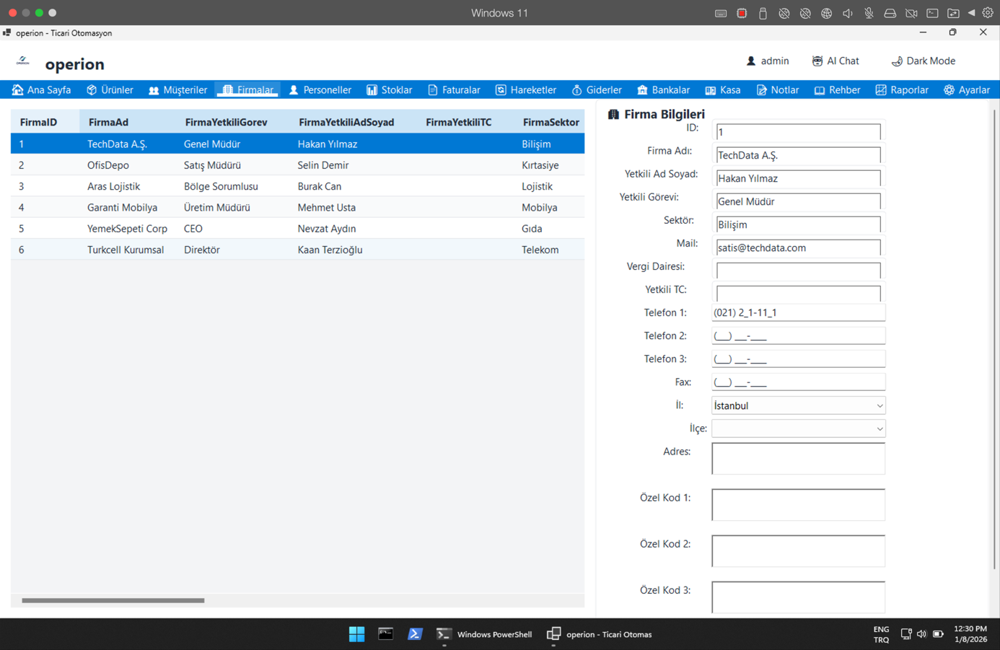 Windows 11
operion - Ticari Otomasyon
operion
admin
AI Chat
Dark Mode
Ana Sayfa Ürünler Müşteriler Firmalar Personeller Stoklar Faturalar Hareketler Giderler Bankalar Kasa Notlar Rehber Raporlar Ayarlar
FirmaID FirmaAd FirmaYetkiliGorev FirmaYetkiliAdSoyad FirmaYetkiliTC FirmaSektor
1 TechData A.Ş. Genel Müdür Hakan Yılmaz Bilişim
2 OfisDepo Satış Müdürü Selin Demir Kırtasiye
3 Aras Lojistik Bölge Sorumlusu Burak Can Lojistik
4 Garanti Mobilya Üretim Müdürü Mehmet Usta Mobilya
5 YemekSepeti Corp CEO Nevzat Aydın Gıda
6 Turkcell Kurumsal Direktör Kaan Terzioğlu Telekom
Firma Bilgileri
ID: 1
Firma Adı: TechData A.Ş.
Yetkili Ad Soyad: Hakan Yılmaz
Yetkili Görevi: Genel Müdür
Sektör: Bilişim
Mail: satis@techdata.com
Vergi Dairesi:
Yetkili TC:
Telefon 1: (021) 2_1-11_1
Telefon 2: (___) ___-____
Telefon 3: (___) ___-____
Fax: (___) ___-____
İl: İstanbul
İlçe:
Adres:
Özel Kod 1:
Özel Kod 2:
Özel Kod 3:
Windows PowerShell
operion - Ticari Otomas
ENG
TRQ
12:30 PM
1/8/2026